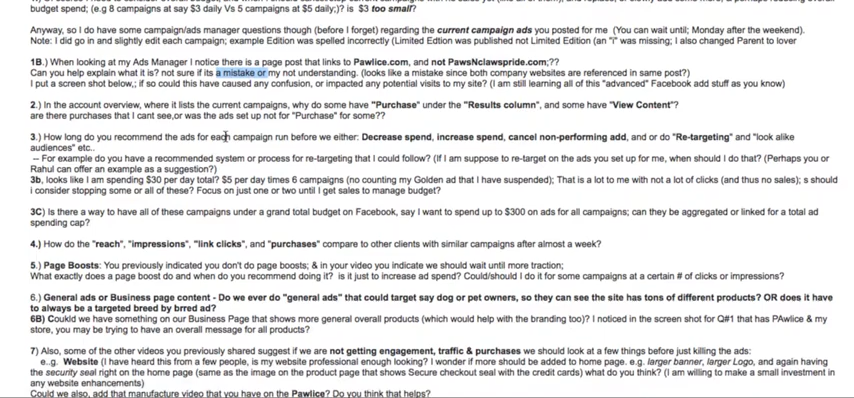 budget spend; (e.g 8 campaigns at say $3 daily Vs 5 campaigns at $5 daily;)? is $3 too small?
Anyway, so I do have some campaign/ads manager questions though (before I forget) regarding the current campaign ads you posted for me (You can wait until; Monday after the weekend).
Note: I did go in and slightly edit each campaign; example Edition was spelled incorrectly (Limited Edtion was published not Limited Edition (an "i" was missing; I also changed Parent to lover
1B.) When looking at my Ads Manager I notice there is a page post that links to Pawlice.com, and not PawsNclawspride.com;??
Can you help explain what it is? not sure if its a mistake or my not understanding. (looks like a mistake since both company websites are referenced in same post?)
I put a screen shot below,; if so could this have caused any confusion, or impacted any potential visits to my site? (I am still learning all of this "advanced" Facebook add stuff as you know)
2.) In the account overview, where it lists the current campaigns, why do some have "Purchase" under the "Results column", and some have "View Content"?
are there purchases that I cant see,or was the ads set up not for "Purchase" for some??
3.) How long do you recommend the ads for each campaign run before we either: Decrease spend, increase spend, cancel non-performing add, and or do "Re-targeting" and "look alike
audiences" etc..
-- For example do you have a recommended system or process for re-targeting that I could follow? (If I am suppose to re-target on the ads you set up for me, when should I do that? (Perhaps you or
Rahul can offer an example as a suggestion?)
3b, looks like I am spending $30 per day total? $5 per day times 6 campaigns (no counting my Golden ad that I have suspended); That is a lot to me with not a lot of clicks (and thus no sales); s should
i consider stopping some or all of these? Focus on just one or two until I get sales to manage budget?
3C) Is there a way to have all of these campaigns under a grand total budget on Facebook, say I want to spend up to $300 on ads for all campaigns; can they be aggregated or linked for a total ad
spending cap?
4.) How do the "reach", "impressions", "link clicks", and "purchases" compare to other clients with similar campaigns after almost a week?
5.) Page Boosts: You previously indicated you don't do page boosts; & in your video you indicate we should wait until more traction;
What exactly does a page boost do and when do you recommend doing it? is it just to increase ad spend? Could/should I do it for some campaigns at a certain # of clicks or impressions?
6.) General ads or Business page content - Do we ever do "general ads" that could target say dog or pet owners, so they can see the site has tons of different products? OR does it have
to always be a targeted breed by brred ad?
6B) Coukld we have something on our Business Page that shows more general overall products (which would help with the branding too)? I noticed in the screen shot for Q#1 that has PAwlice & my
store, you may be trying to have an overall message for all products?
7) Also, some of the other videos you previously shared suggest if we are not getting engagement, traffic & purchases we should look at a few things before just killing the ads:
e..g. Website (I have heard this from a few people, is my website professional enough looking? I wonder if more should be added to home page. e.g. larger banner, larger Logo, and again having
the security seal right on the home page (same as the image on the product page that shows Secure checkout seal with the credit cards) what do you think? (I am willing to make a small investment in
any website enhancements)
Could we also, add that manufacture video that you have on the Pawlice? Do you think that helps?